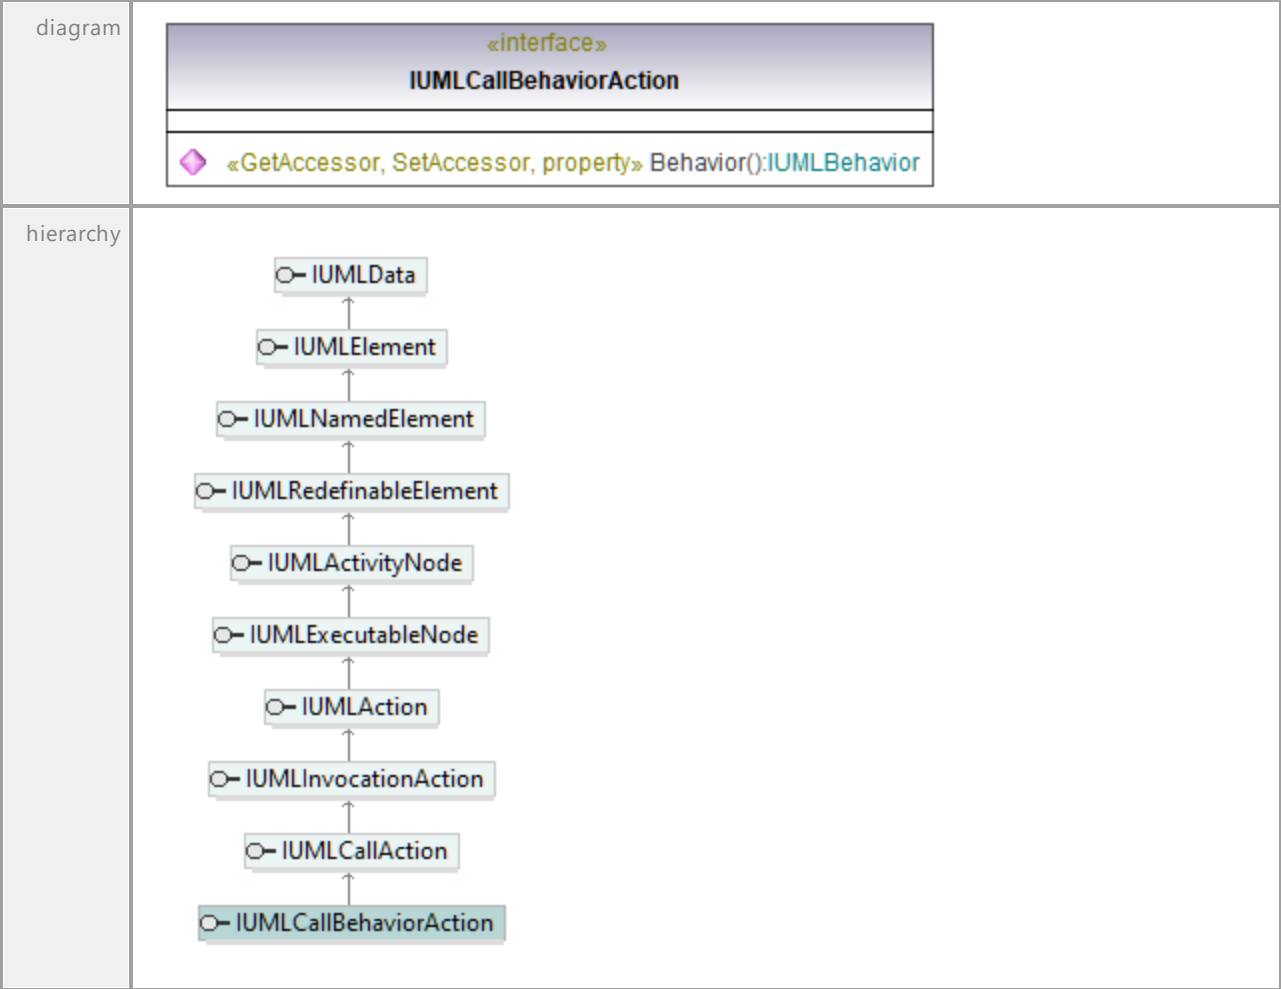 diagram
«interface»
IUMLCallBehaviorAction
«GetAccessor, SetAccessor, property» Behavior():IUMLBehavior
hierarchy
IUMLData
IUMLElement
IUMLNamedElement
IUMLRedefinableElement
IUMLActivityNode
IUMLExecutableNode
IUMLAction
IUMLInvocationAction
IUMLCallAction
IUMLCallBehaviorAction